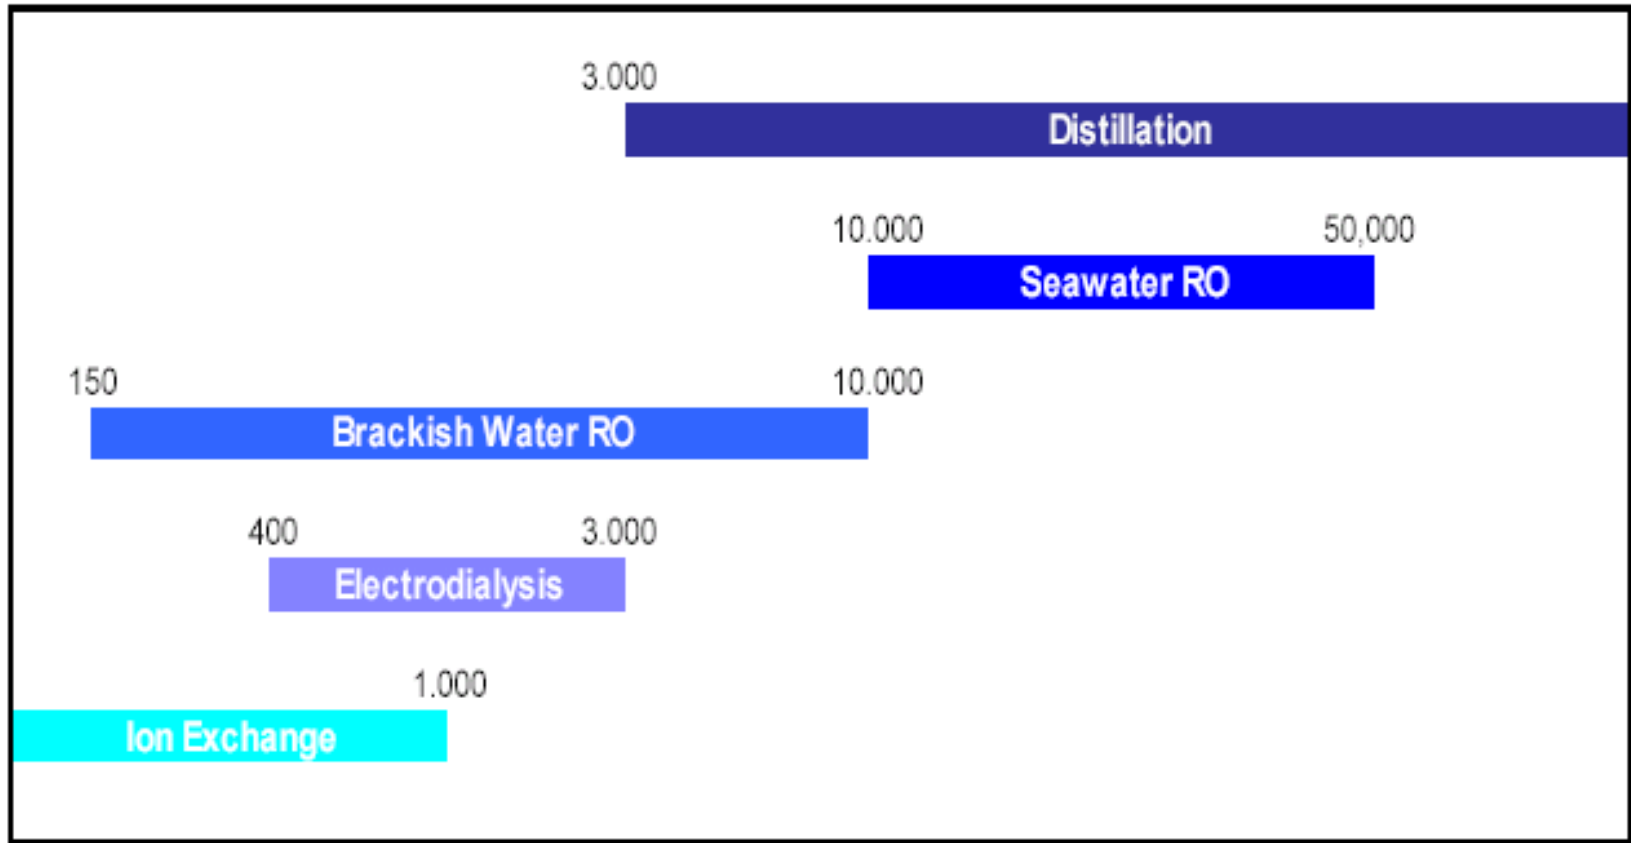 3.000
Distillation
10.000 50,000
Seawater RO
150 10.000
Brackish Water RO
400 3.000
Electrodialysis
1.000
Ion Exchange